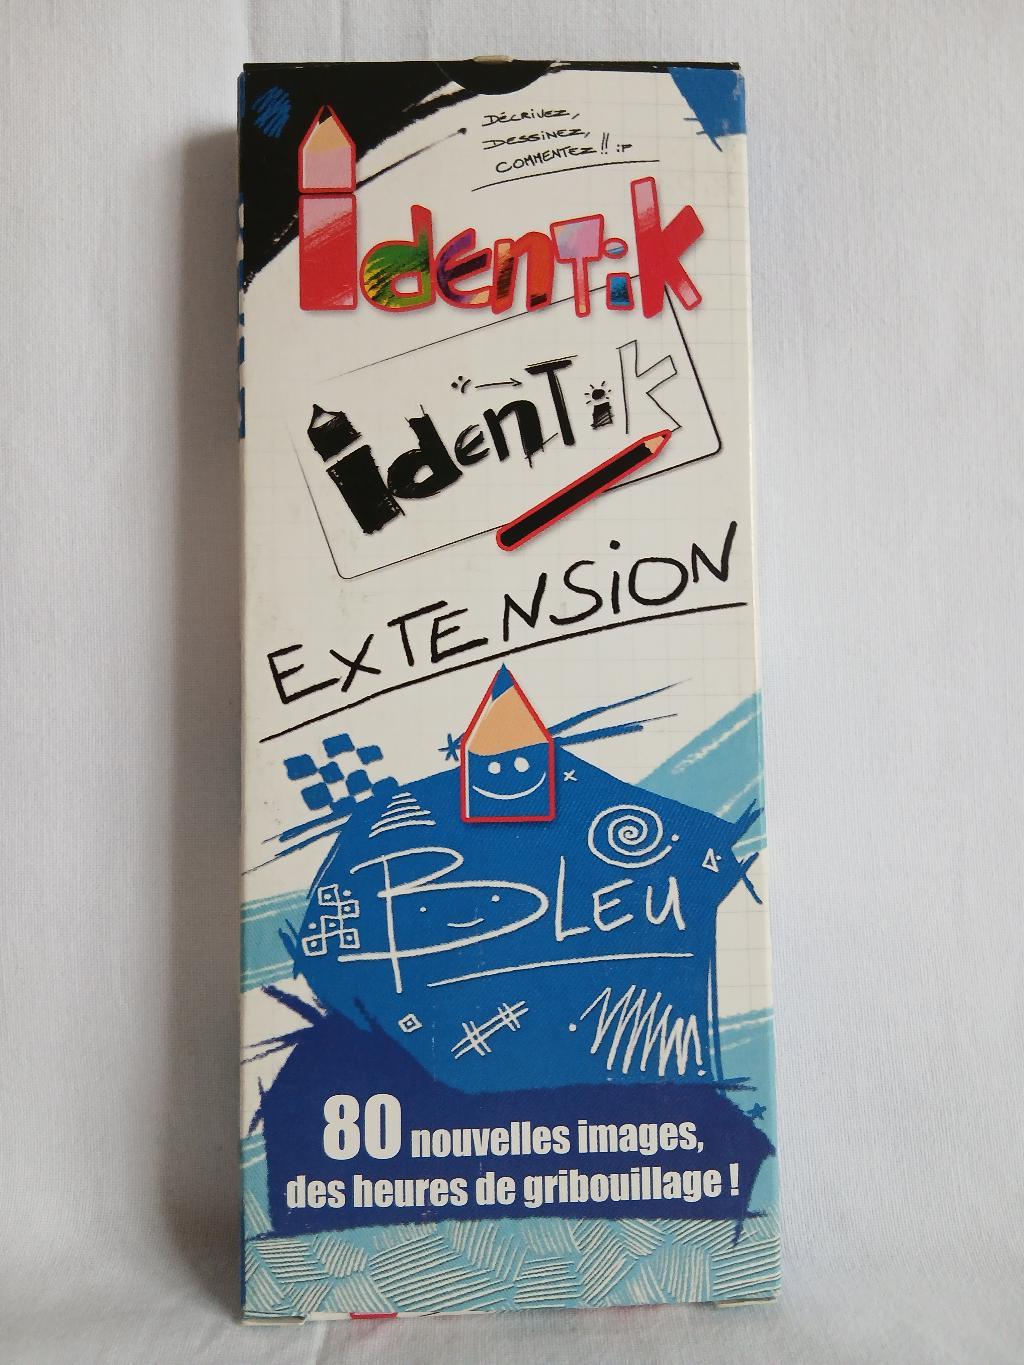 DÉCRIVEZ,
DESSINEZ,
COMMENTEZ!! :P
identik
identik
EXTENSiON
BLEU
80 nouvelles images,
des heures de gribouillage !